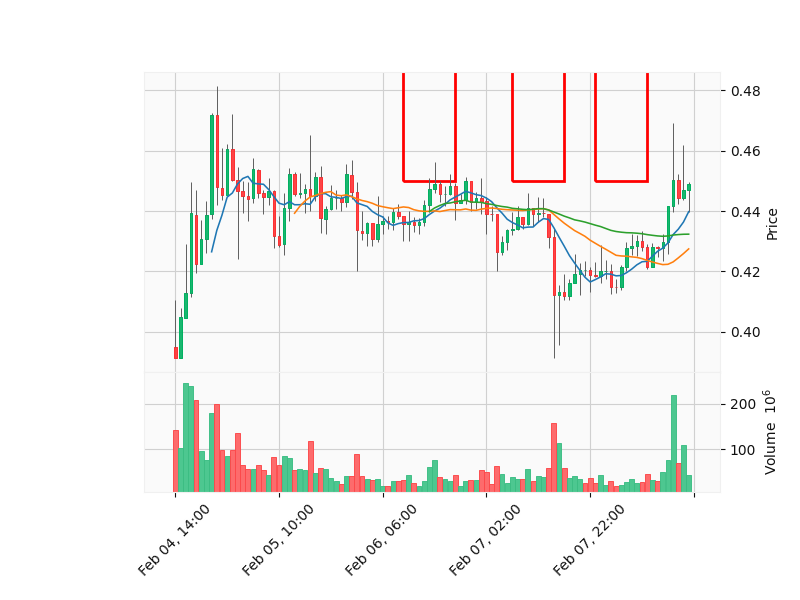 0.48
0.46
0.44
0.42
0.40
Price
200
100
Volume 10^6
Feb 04, 14:00
Feb 05, 10:00
Feb 06, 06:00
Feb 07, 02:00
Feb 07, 22:00